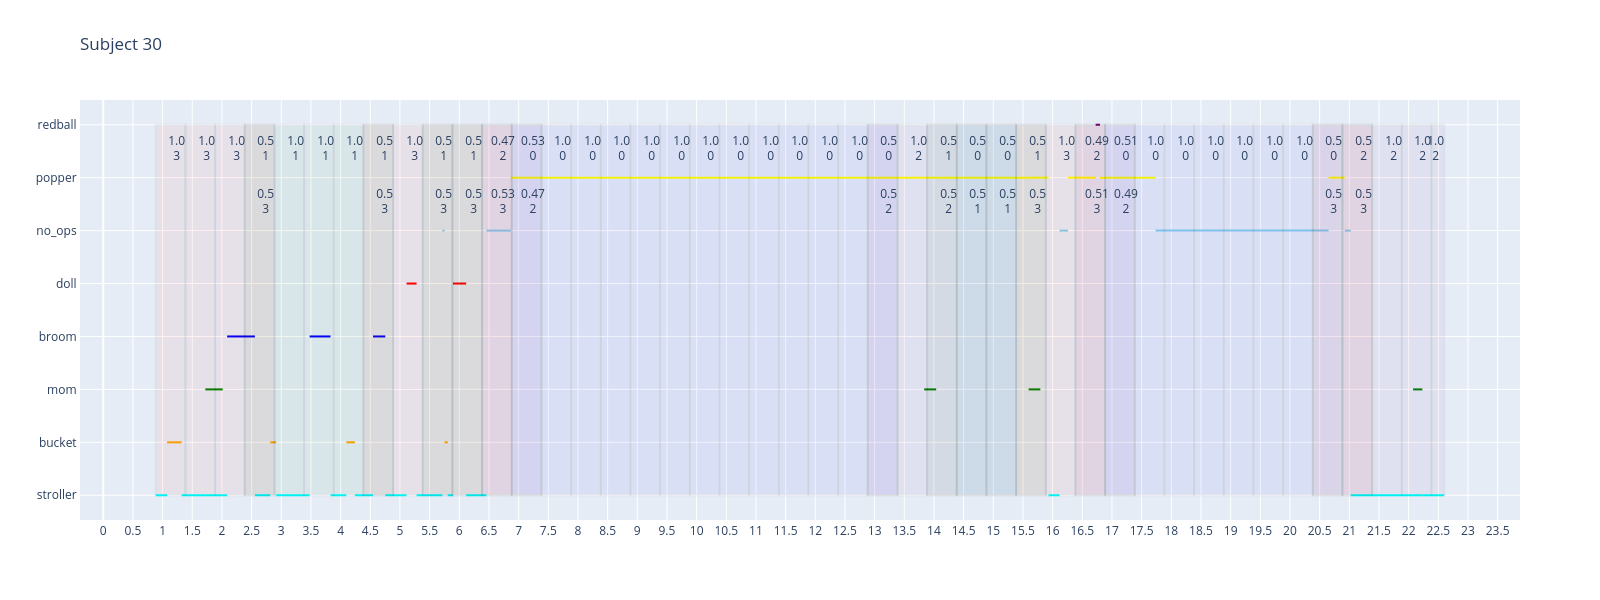 Subject 30
redball
1.0 1.0 1.0 0.5 1.0 1.0 1.0 0.5 1.0 0.5 0.5 0.47 0.53 1.0 1.0 1.0 1.0 1.0 1.0 1.0 1.0 1.0 1.0 1.0 0.5 1.0 0.5 0.5 0.5 0.5 1.0 0.49 0.51 1.0 1.0 1.0 1.0 1.0 1.0 0.5 0.5 1.0 1.0 1.0
3 3 3 1 1 1 1 1 3 1 1 2 0 0 0 0 0 0 0 0 0 0 0 0 0 2 1 0 0 1 3 2 0 0 0 0 0 0 0 0 2 2 2 2
popper
0.5 0.5 0.5 0.5 0.53 0.47 0.5 0.5 0.5 0.5 0.5 0.51 0.49 0.5 0.5
3 3 3 3 3 2 2 2 1 1 3 3 2 3 3
no_ops
doll
broom
mom
bucket
stroller
0 0.5 1 1.5 2 2.5 3 3.5 4 4.5 5 5.5 6 6.5 7 7.5 8 8.5 9 9.5 10 10.5 11 11.5 12 12.5 13 13.5 14 14.5 15 15.5 16 16.5 17 17.5 18 18.5 19 19.5 20 20.5 21 21.5 22 22.5 23 23.5